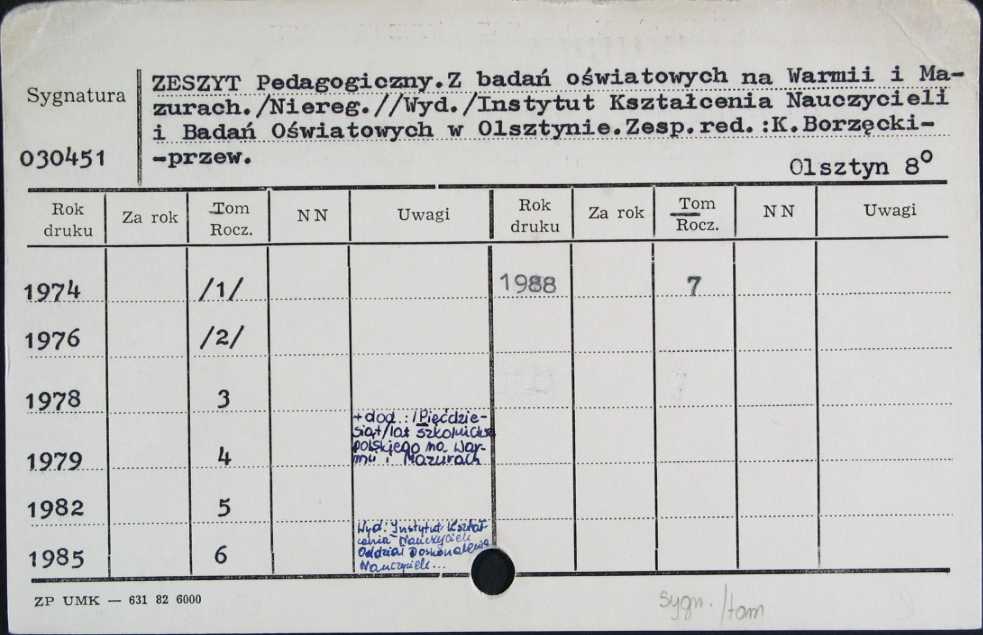 Sygnatura
030451
ZESZYT Pedagogiczny.Z badań oświatowych na Warmii i Ma-
zurach./Niereg.//Wyd./Instytut Kształcenia Nauczycieli
i Badań Oświatowych w Olsztynie.Zesp.red.:K.Borzęcki-
-przew.
Olsztyn 8°
Rok druku Za rok Tom Rocz. NN Uwagi Rok druku Za rok Tom Rocz. NN Uwagi
1974 /1/ 1988 7
1976 /2/
1978 3
+ dod.: /Pięćdzie-
siąt/lat szkolnictwa
polskiego na War-
mii i Mazurach
1979 4
1982 5
Wyd: Instytut Kształ-
cenia Nauczycieli
Oddział Doskonalenia
Nauczycieli...
1985 6
ZP UMK — 631 82 6000
sygn./tom